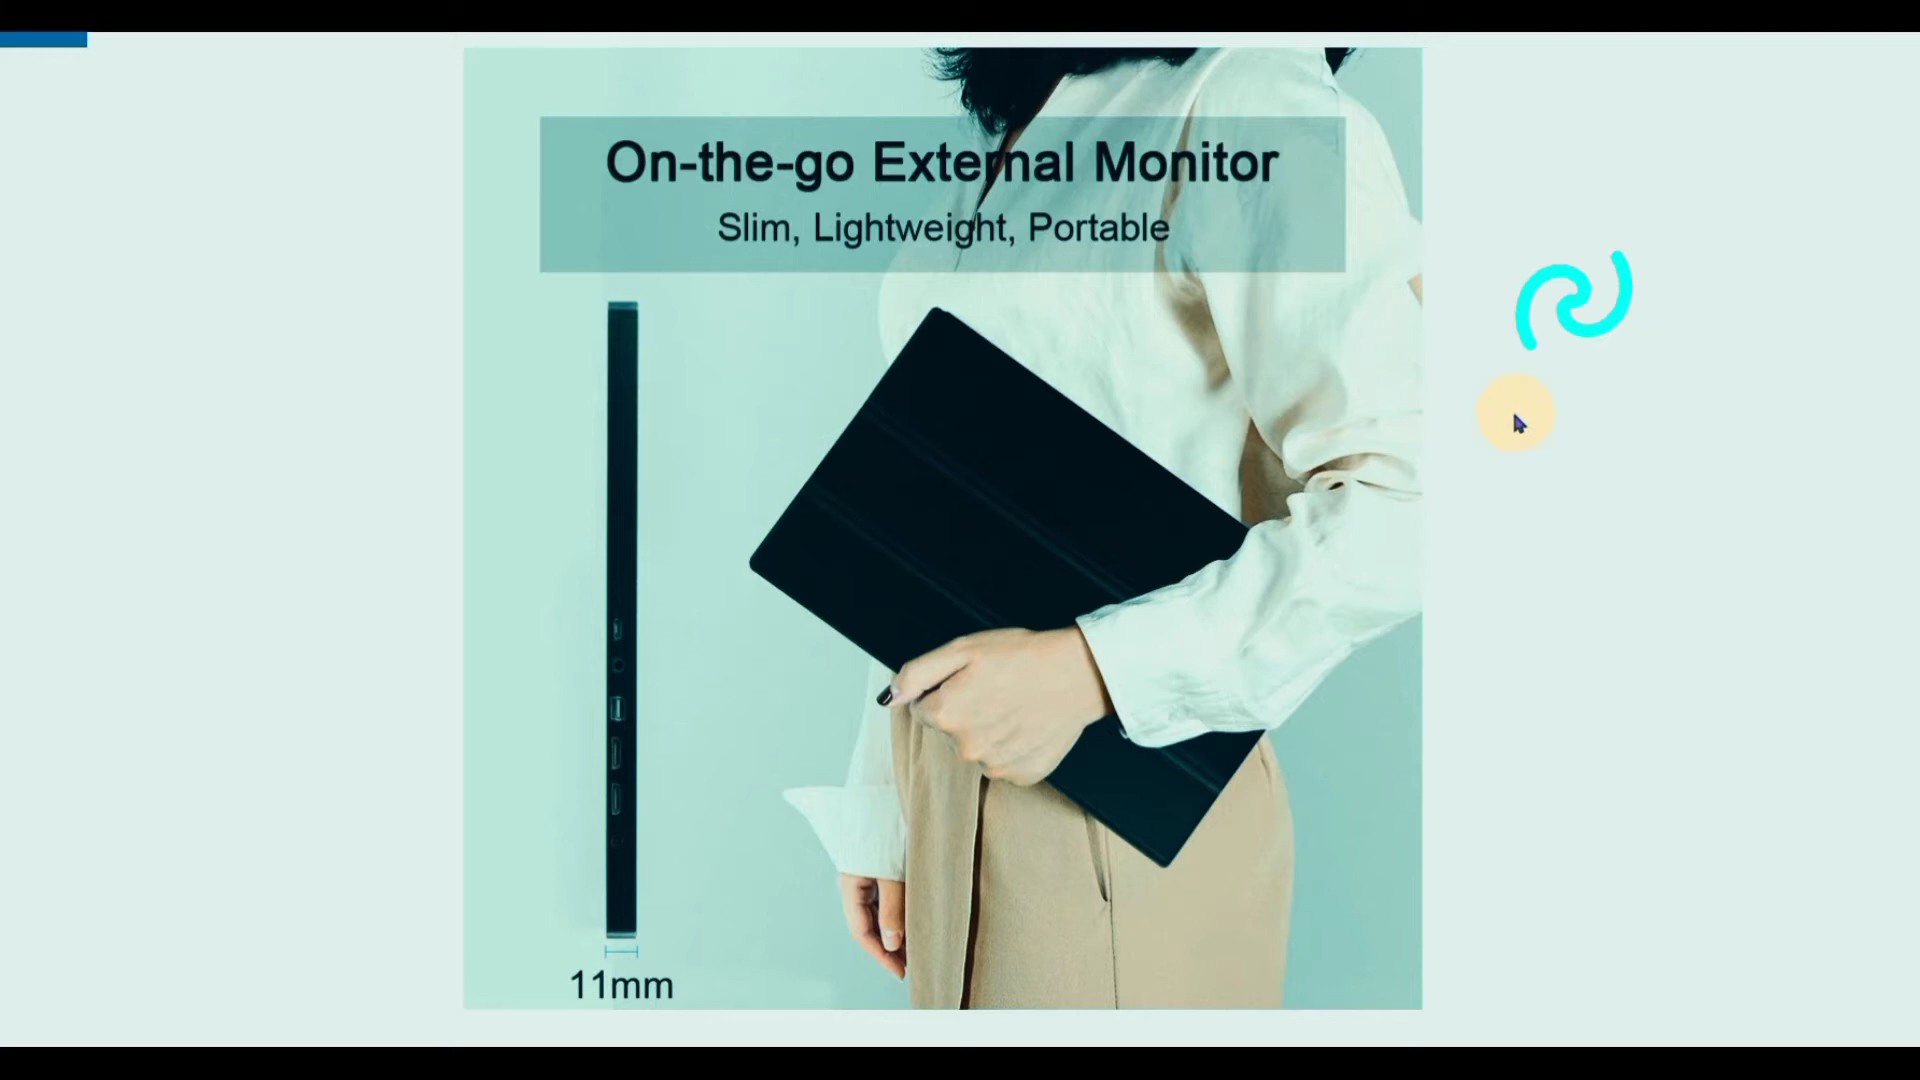 On-the-go External Monitor
Slim, Lightweight, Portable
11mm